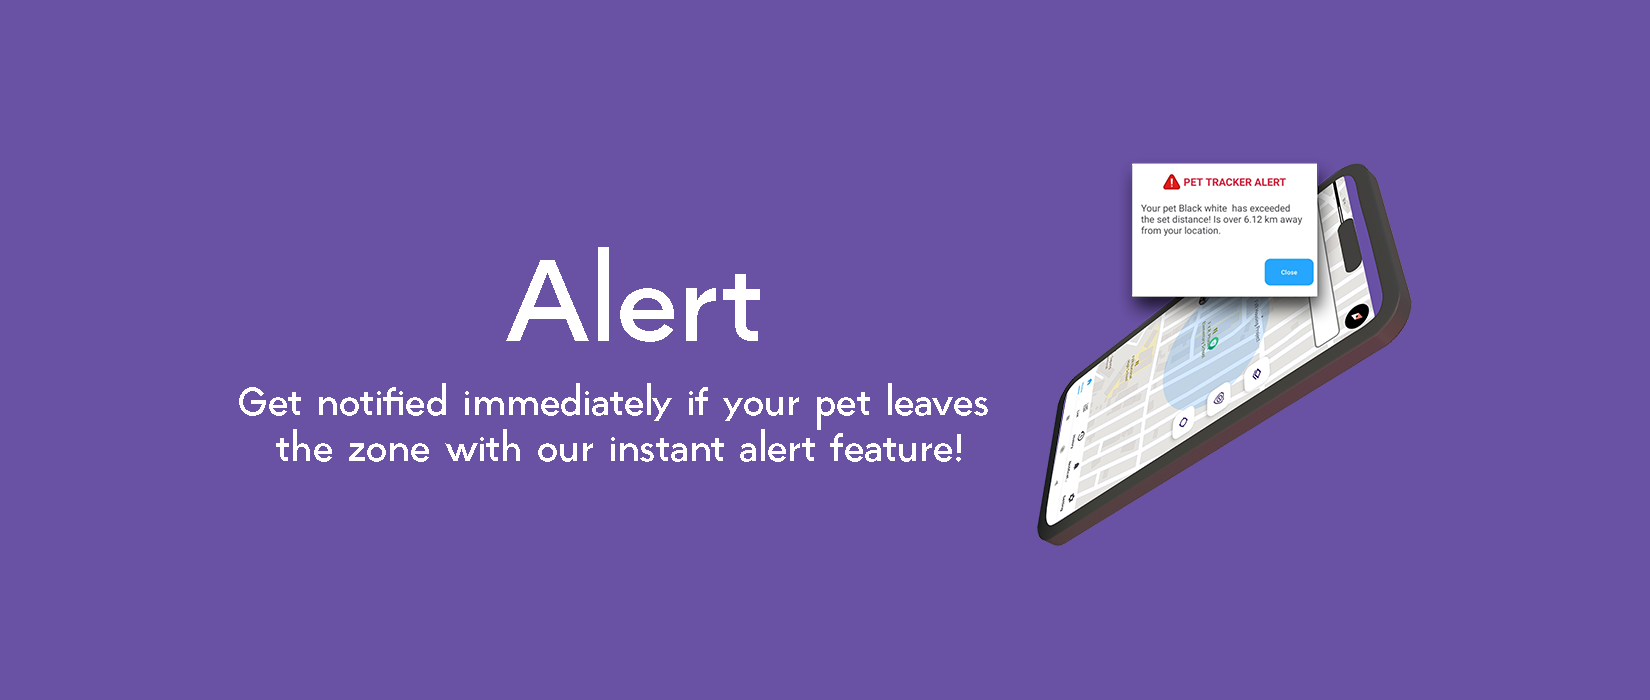 Alert
Get notified immediately if your pet leaves
the zone with our instant alert feature!
PET TRACKER ALERT
Your pet Black white has exceeded
the set distance! Is over 6.12 km away
from your location.
Close